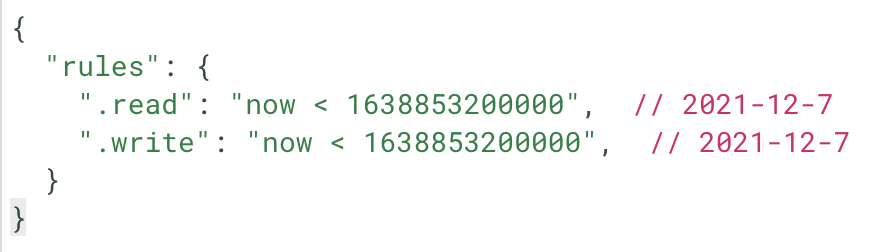 {
  "rules": {
    ".read": "now < 1638853200000",  // 2021-12-7
    ".write": "now < 1638853200000",  // 2021-12-7
  }
}